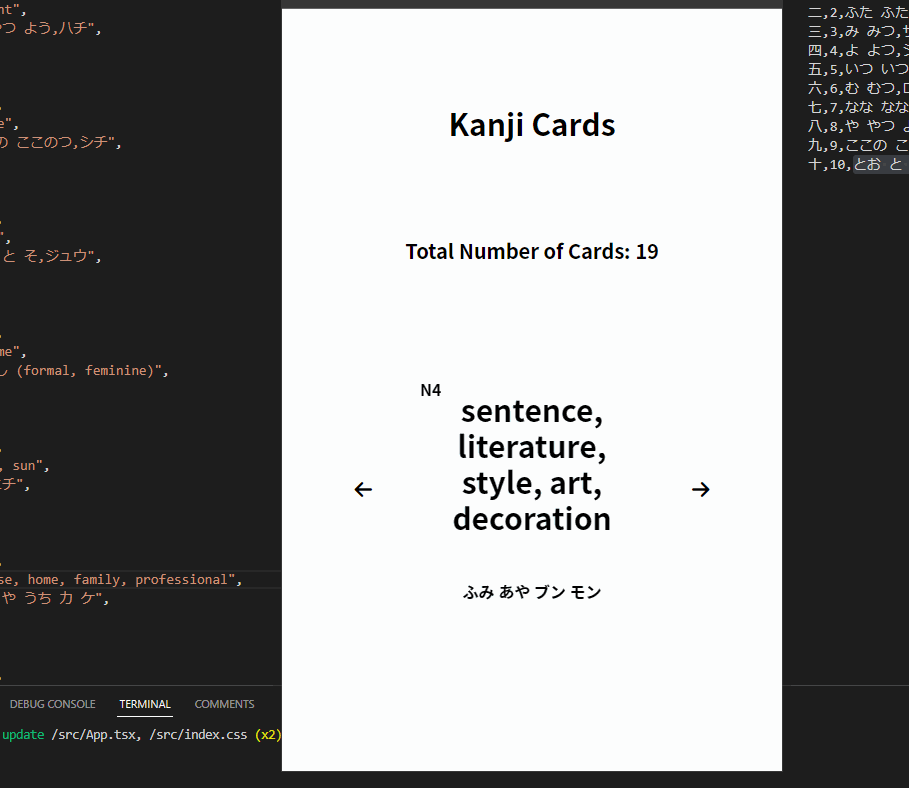 nt",
つ よう,ハチ",
e",
の ここのつ,シチ",
",
と そ,ジュウ",
me",
し (formal, feminine)",
, sun",
チ",
se, home, family, professional",
や うち カ ケ",
DEBUG CONSOLE TERMINAL COMMENTS
update /src/App.tsx, /src/index.css (x2)
Kanji Cards
Total Number of Cards: 19
N4
sentence,
literature,
style, art,
decoration
← →
ふみ あや ブン モン
二,2,ふた ふた
三,3,み みつ,
四,4,よ よつ,
五,5,いつ いつ
六,6,む むつ,
七,7,なな なな
八,8,や やつ
九,9,ここの こ
十,10,とお と